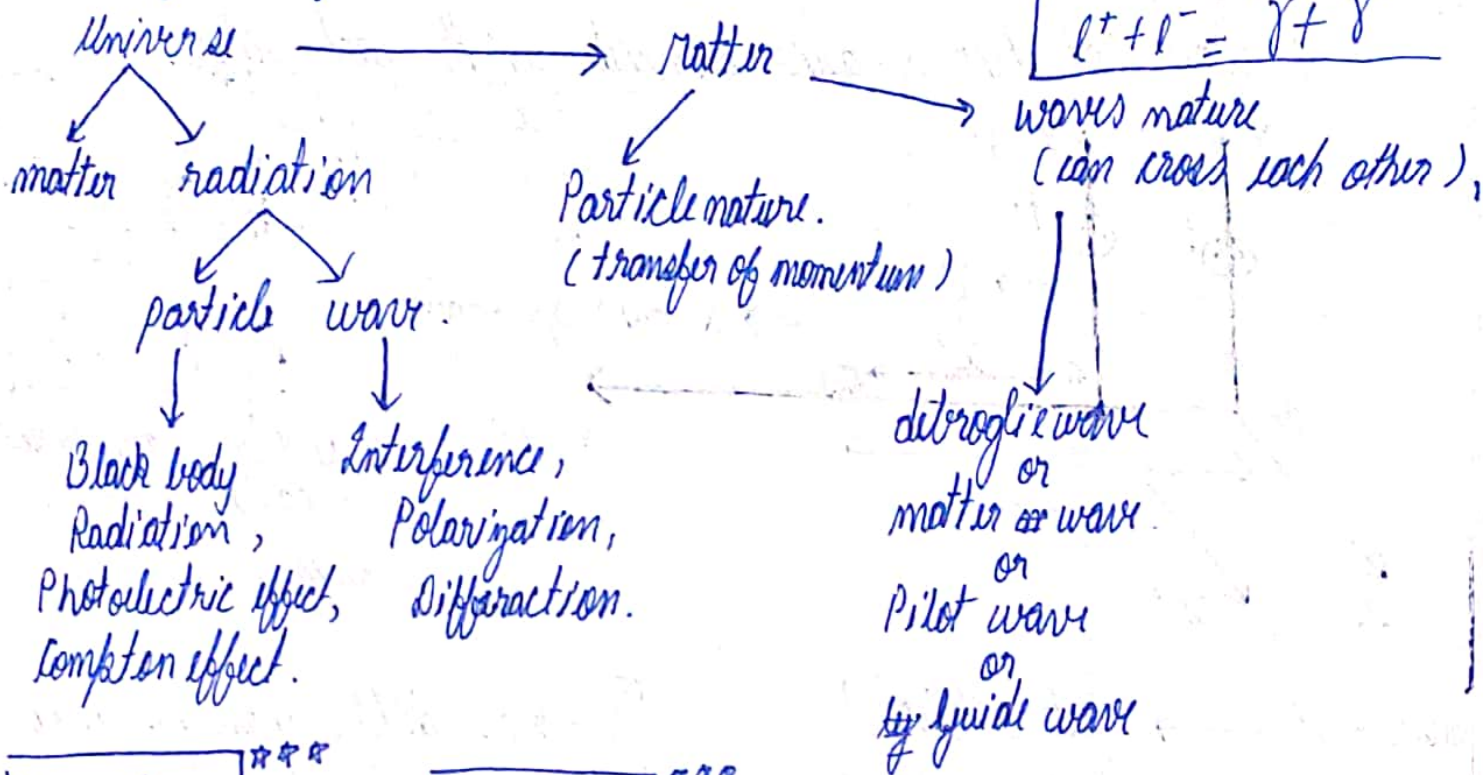 Universe → Matter
e⁺ + e⁻ = γ + γ
matter radiation
waves nature
(can cross each other),
Particle nature.
(transfer of momentum)
particle wave.
Black body
Radiation,
Photoelectric effect,
Compton effect.
Interference,
Polarization,
Diffraction.
debroglie wave
or
matter wave.
or
Pilot wave
or
Guide wave.